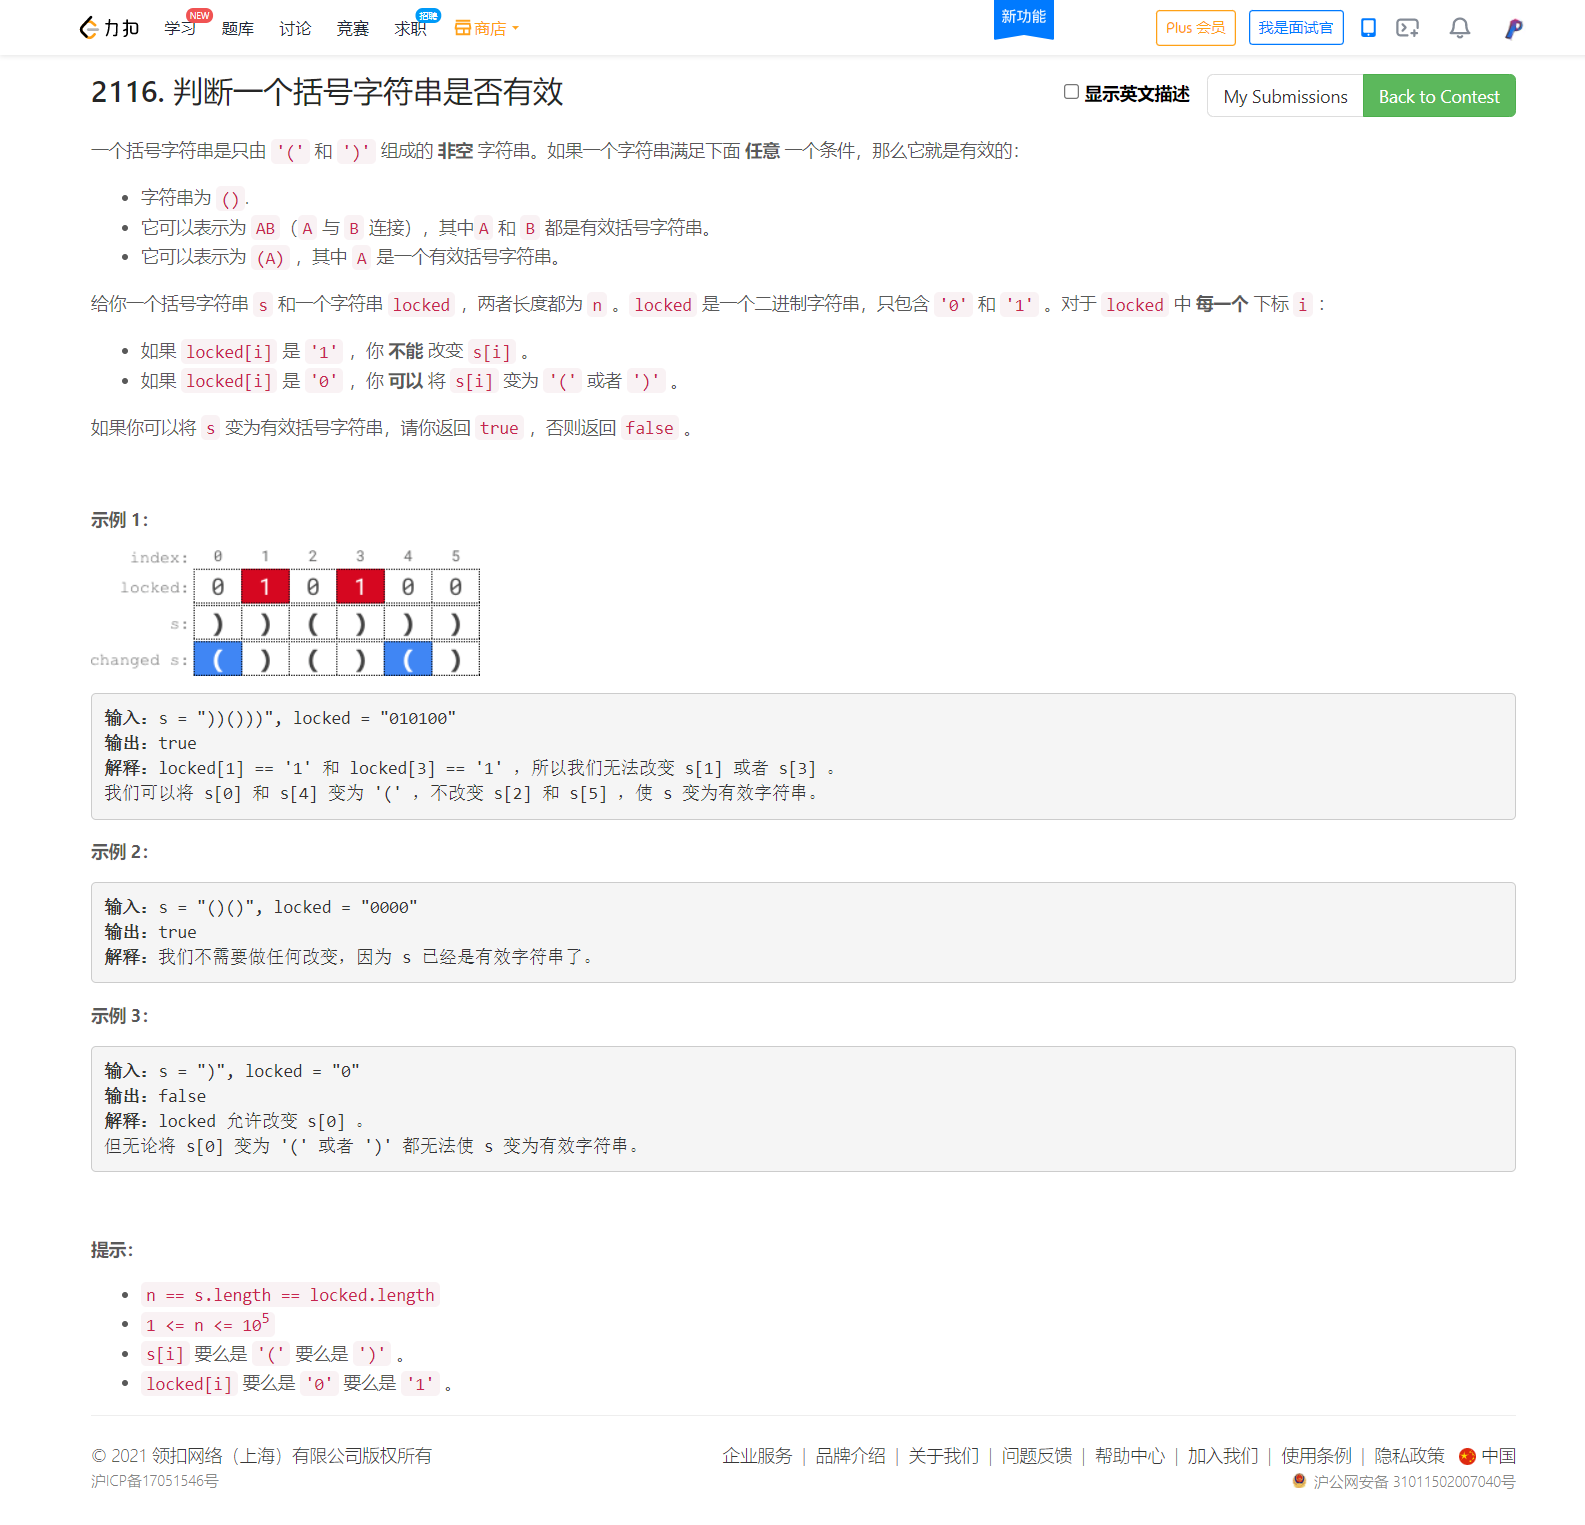 力扣 学习 NEW 题库 讨论 竞赛 求职 招聘 商店 新功能 Plus 会员 我是面试官
2116. 判断一个括号字符串是否有效 显示英文描述 My Submissions Back to Contest
一个括号字符串是只由 '(' 和 ')' 组成的 非空 字符串。如果一个字符串满足下面 任意 一个条件，那么它就是有效的：
字符串为 ().
它可以表示为 AB （A 与 B 连接），其中A 和 B 都是有效括号字符串。
它可以表示为 (A) ，其中 A 是一个有效括号字符串。
给你一个括号字符串 s 和一个字符串 locked ，两者长度都为 n 。locked 是一个二进制字符串，只包含 '0' 和 '1' 。对于 locked 中 每一个 下标 i ：
如果 locked[i] 是 '1' ，你 不能 改变 s[i] 。
如果 locked[i] 是 '0' ，你 可以 将 s[i] 变为 '(' 或者 ')' 。
如果你可以将 s 变为有效括号字符串，请你返回 true ，否则返回 false 。
示例 1：
index: 0 1 2 3 4 5
locked: 0 1 0 1 0 0
s: ) ) ( ) ) )
changed s: ( ) ( ) ( )
输入：s = "))()))", locked = "010100"
输出：true
解释：locked[1] == '1' 和 locked[3] == '1' ，所以我们无法改变 s[1] 或者 s[3] 。
我们可以将 s[0] 和 s[4] 变为 '(' ，不改变 s[2] 和 s[5] ，使 s 变为有效字符串。
示例 2：
输入：s = "()()", locked = "0000"
输出：true
解释：我们不需要做任何改变，因为 s 已经是有效字符串了。
示例 3：
输入：s = ")", locked = "0"
输出：false
解释：locked 允许改变 s[0] 。
但无论将 s[0] 变为 '(' 或者 ')' 都无法使 s 变为有效字符串。
提示：
n == s.length == locked.length
1 <= n <= 10⁵
s[i] 要么是 '(' 要么是 ')' 。
locked[i] 要么是 '0' 要么是 '1' 。
© 2021 领扣网络（上海）有限公司版权所有 企业服务 | 品牌介绍 | 关于我们 | 问题反馈 | 帮助中心 | 加入我们 | 使用条例 | 隐私政策 中国
沪ICP备17051546号 沪公网安备 31011502007040号